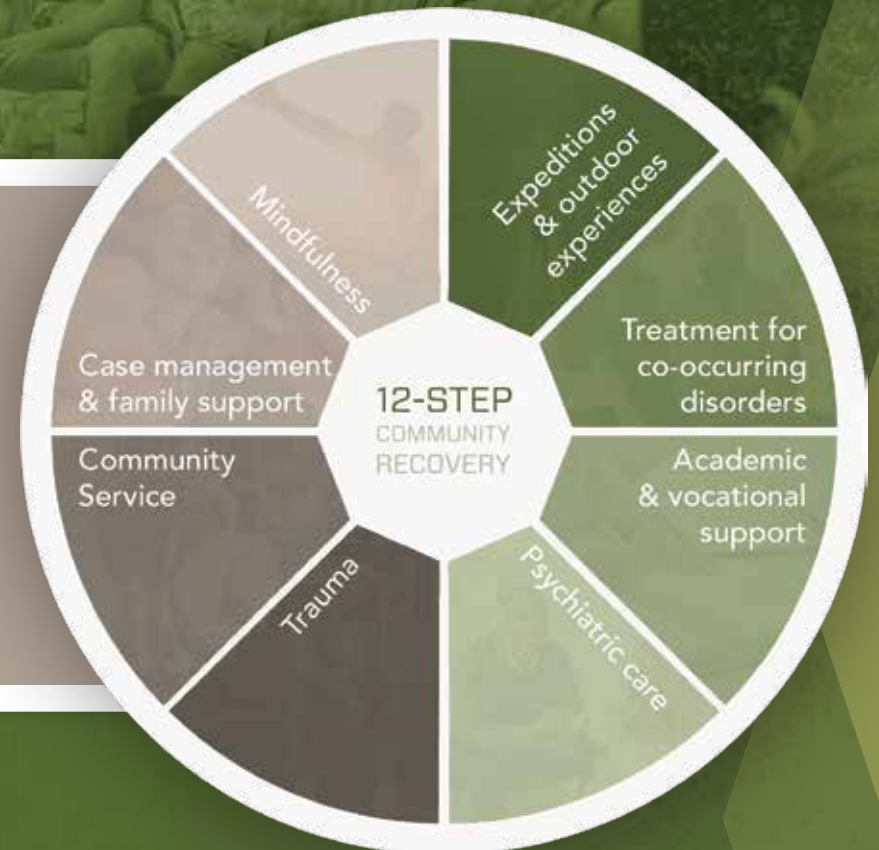 Mindfulness
Expeditions
& outdoor
experiences
Treatment for
co-occurring
disorders
Case management
& family support
12-STEP
COMMUNITY
RECOVERY
Community
Service
Academic
& vocational
support
Trauma
Psychiatric care